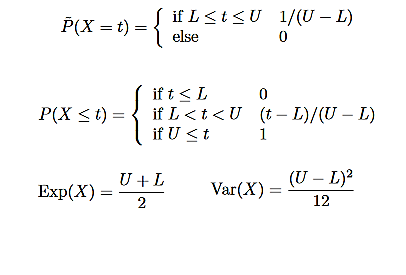 P̄(X = t) = { if L ≤ t ≤ U 1/(U − L)
else 0
P(X ≤ t) = { if t ≤ L 0
if L < t < U (t − L)/(U − L)
if U ≤ t 1
Exp(X) = (U + L)/2 Var(X) = (U − L)²/12